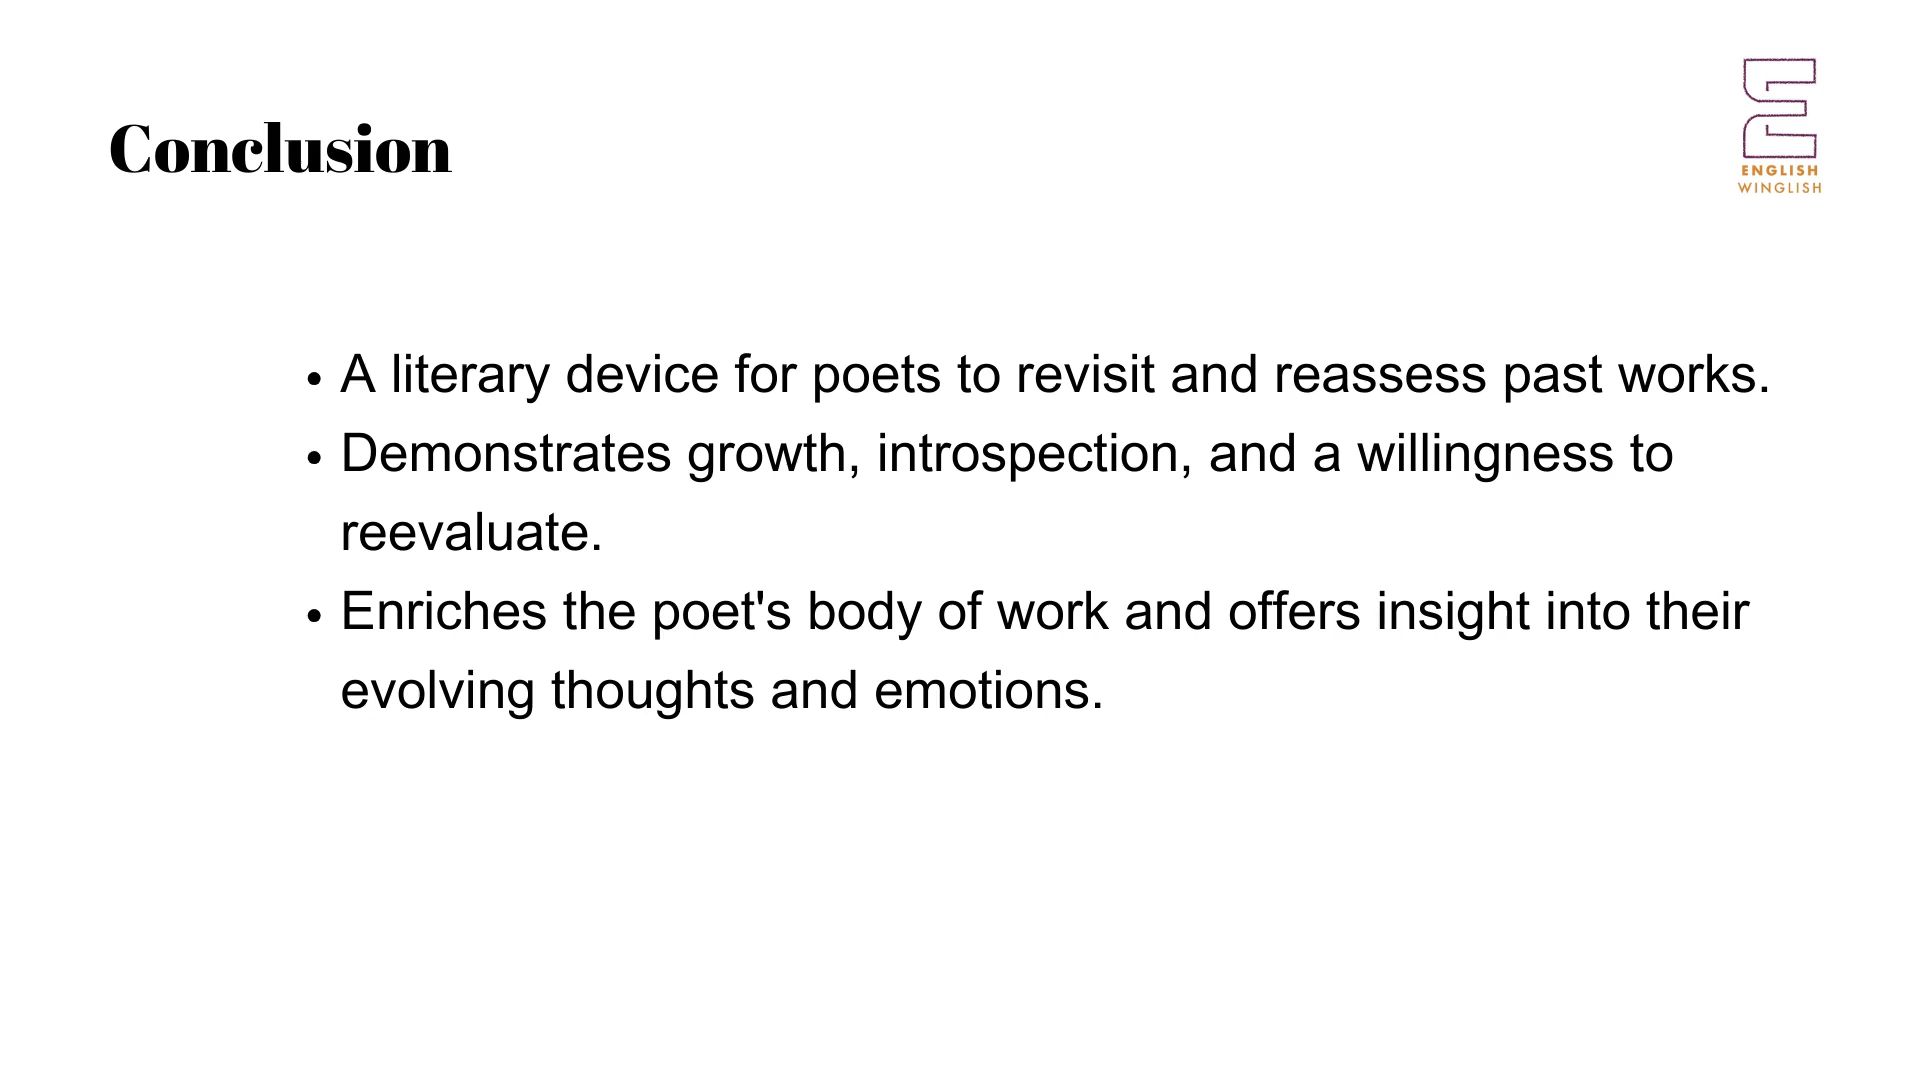 Conclusion
ENGLISH
WINGLISH
• A literary device for poets to revisit and reassess past works.
• Demonstrates growth, introspection, and a willingness to
reevaluate.
• Enriches the poet's body of work and offers insight into their
evolving thoughts and emotions.